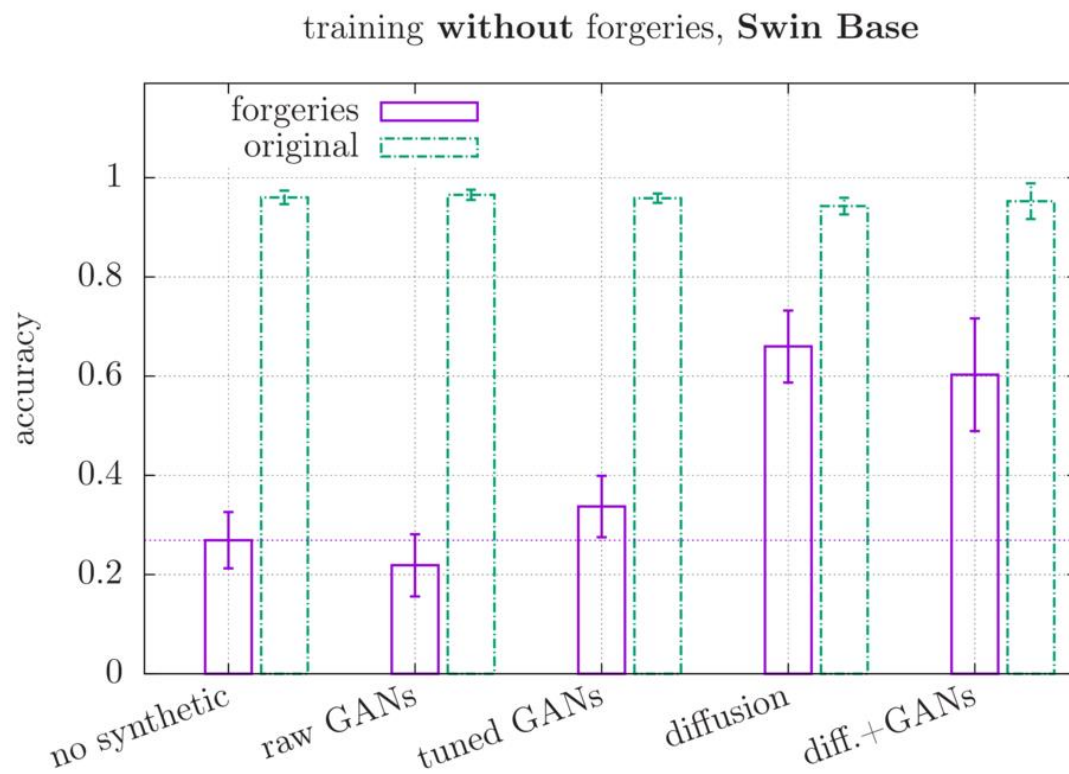 training without forgeries, Swin Base
forgeries
original
1
0.8
0.6
0.4
0.2
0
accuracy
no synthetic
raw GANs
tuned GANs
diffusion
diff.+GANs